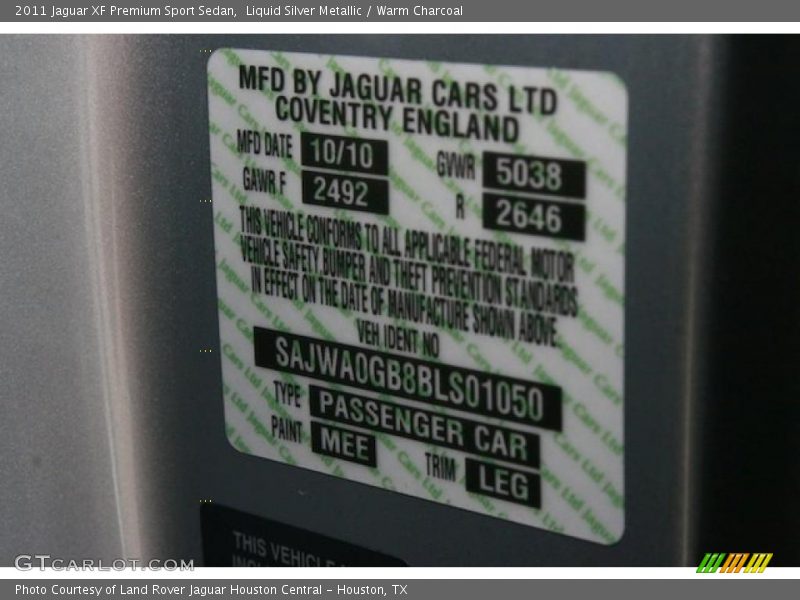 2011 Jaguar XF Premium Sport Sedan, Liquid Silver Metallic / Warm Charcoal
MFD BY JAGUAR CARS LTD
COVENTRY ENGLAND
MFD DATE 10/10 GVWR 5038
GAWR F 2492 R 2646
THIS VEHICLE CONFORMS TO ALL APPLICABLE FEDERAL MOTOR
VEHICLE SAFETY BUMPER AND THEFT PREVENTION STANDARDS
IN EFFECT ON THE DATE OF MANUFACTURE SHOWN ABOVE
VEH. IDENT NO
SAJWA0GB8BLS01050
TYPE PASSENGER CAR
PAINT MEE TRIM LEG
THIS VEHICLE
GTcarlot.com
Photo Courtesy of Land Rover Jaguar Houston Central - Houston, TX